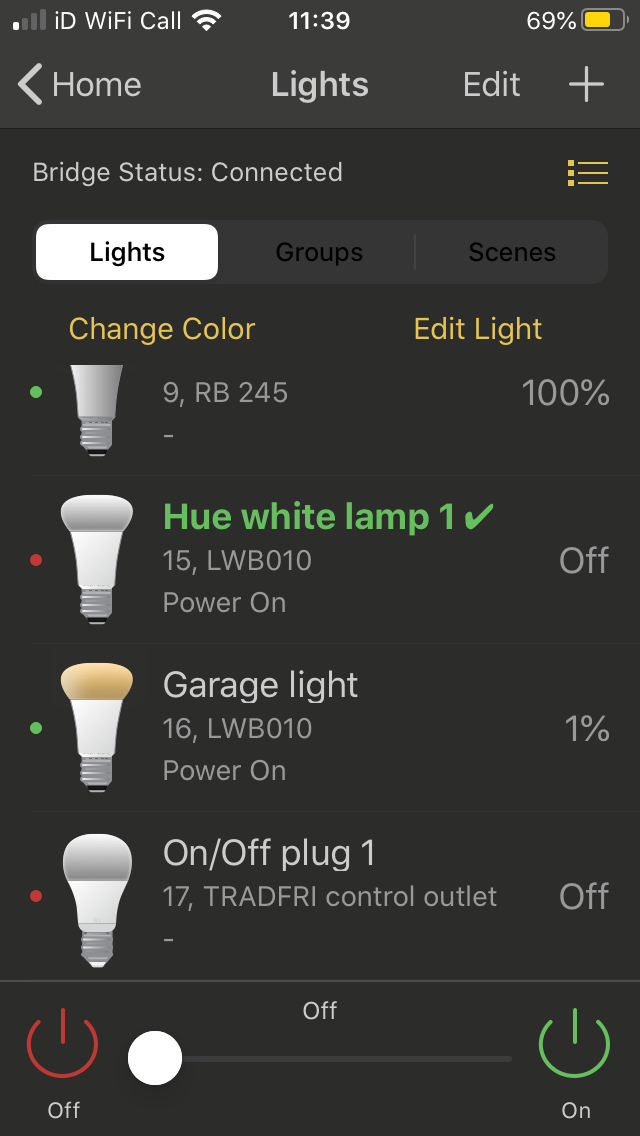 iD WiFi Call 11:39 69%
Home Lights Edit
Bridge Status: Connected
Lights Groups Scenes
Change Color Edit Light
9, RB 245 100%
-
Hue white lamp 1 ✔
15, LWB010 Off
Power On
Garage light
16, LWB010 1%
Power On
On/Off plug 1
17, TRADFRI control outlet Off
-
Off
Off On